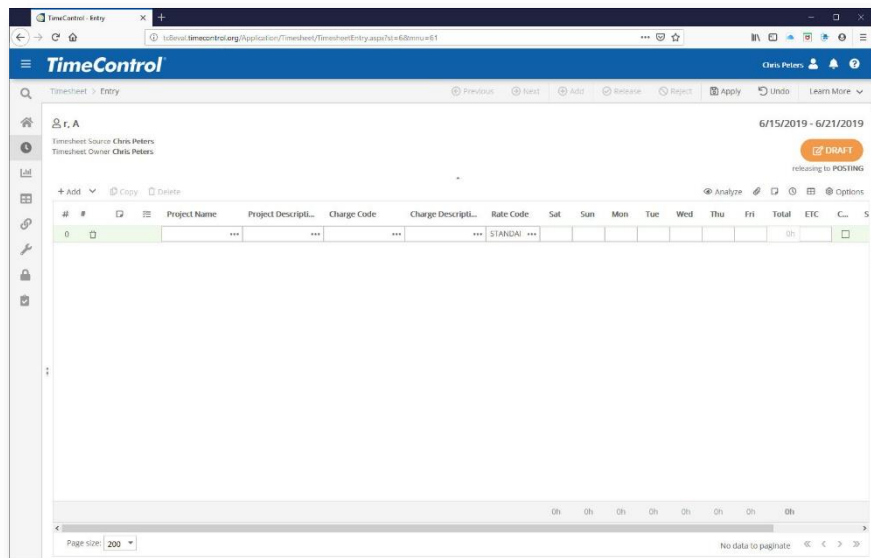 TimeControl - Entry
timecontrol.org/Application/Timesheet/TimesheetEntry.aspx?st=68&mnu=61
TimeControl
Chris Peters
Timesheet > Entry
Previous Next Add Release Reject Apply Undo Learn More
r, A
6/15/2019 - 6/21/2019
Timesheet Source Chris Peters
Timesheet Owner Chris Peters
DRAFT
releasing to POSTING
+ Add Copy Delete Analyze Options
# # Project Name Project Descripti... Charge Code Charge Descripti... Rate Code Sat Sun Mon Tue Wed Thu Fri Total ETC C... S
0 STANDAI 0h
0h 0h 0h 0h 0h 0h 0h 0h
Page size: 200 No data to paginate